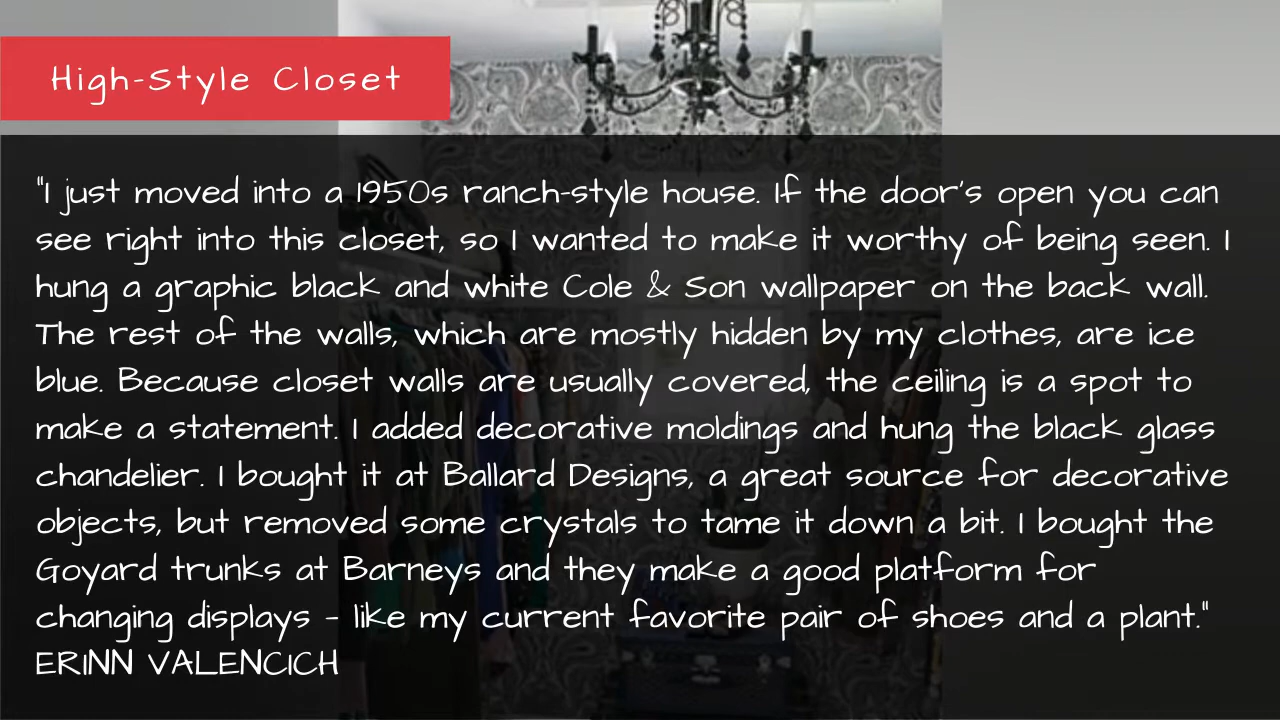 High-Style Closet
"I just moved into a 1950s ranch-style house. If the door's open you can
see right into this closet, so I wanted to make it worthy of being seen. I
hung a graphic black and white Cole & Son wallpaper on the back wall.
The rest of the walls, which are mostly hidden by my clothes, are ice
blue. Because closet walls are usually covered, the ceiling is a spot to
make a statement. I added decorative moldings and hung the black glass
chandelier. I bought it at Ballard Designs, a great source for decorative
objects, but removed some crystals to tame it down a bit. I bought the
Goyard trunks at Barneys and they make a good platform for
changing displays – like my current favorite pair of shoes and a plant."
ERINN VALENCICH